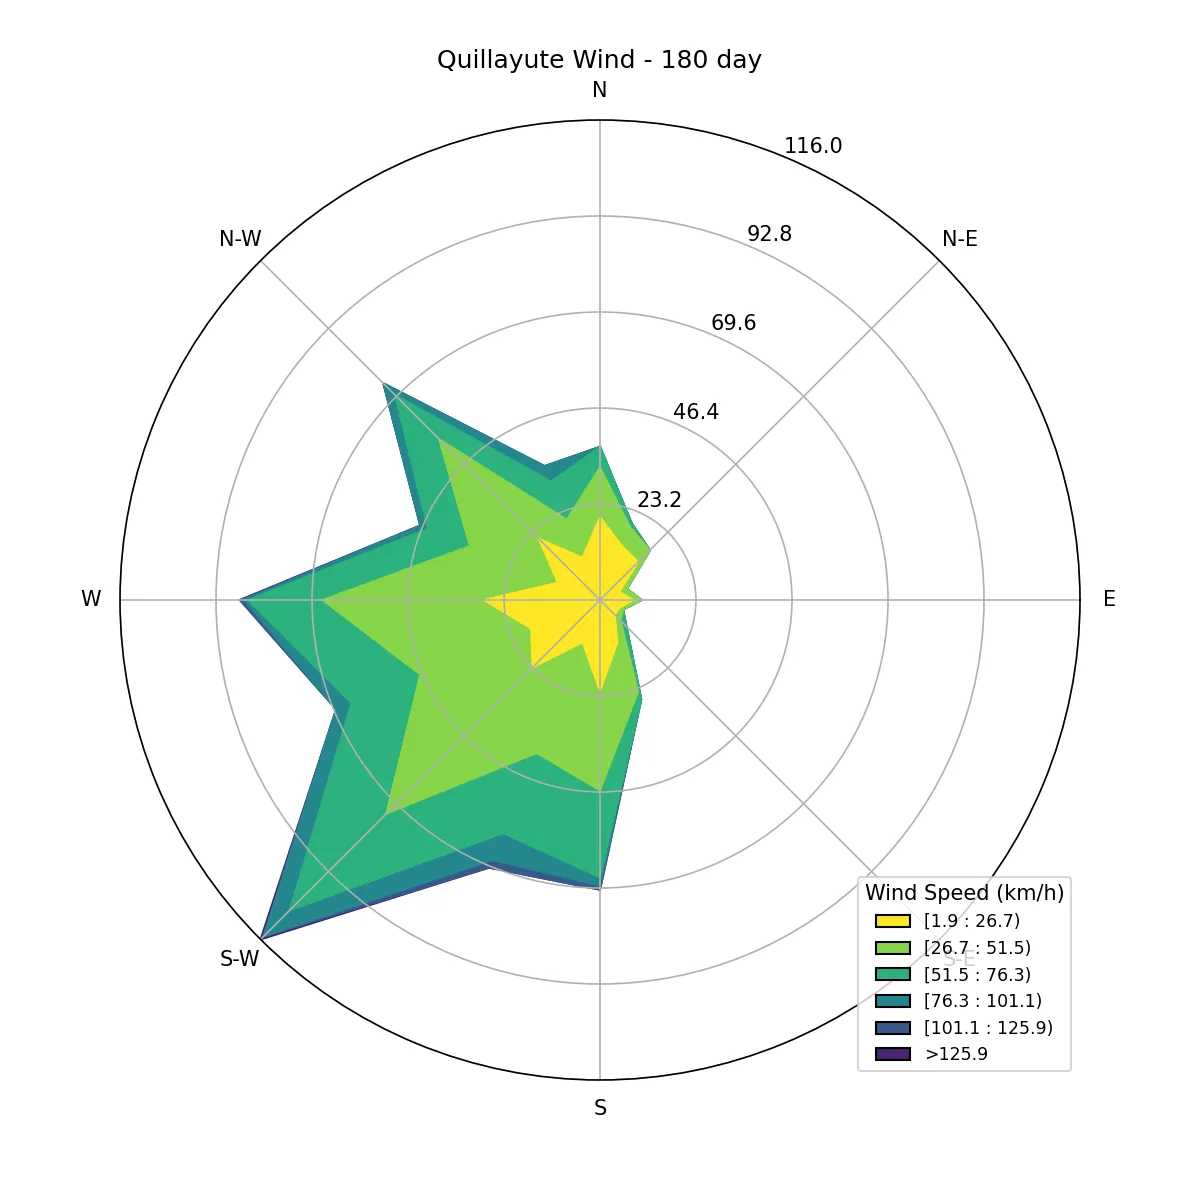 Quillayute Wind - 180 day
N
116.0
92.8
N-W
N-E
69.6
46.4
23.2
W
E
Wind Speed (km/h)
[1.9 : 26.7)
[26.7 : 51.5)
S-W
S-E
[51.5 : 76.3)
[76.3 : 101.1)
[101.1 : 125.9)
>125.9
S